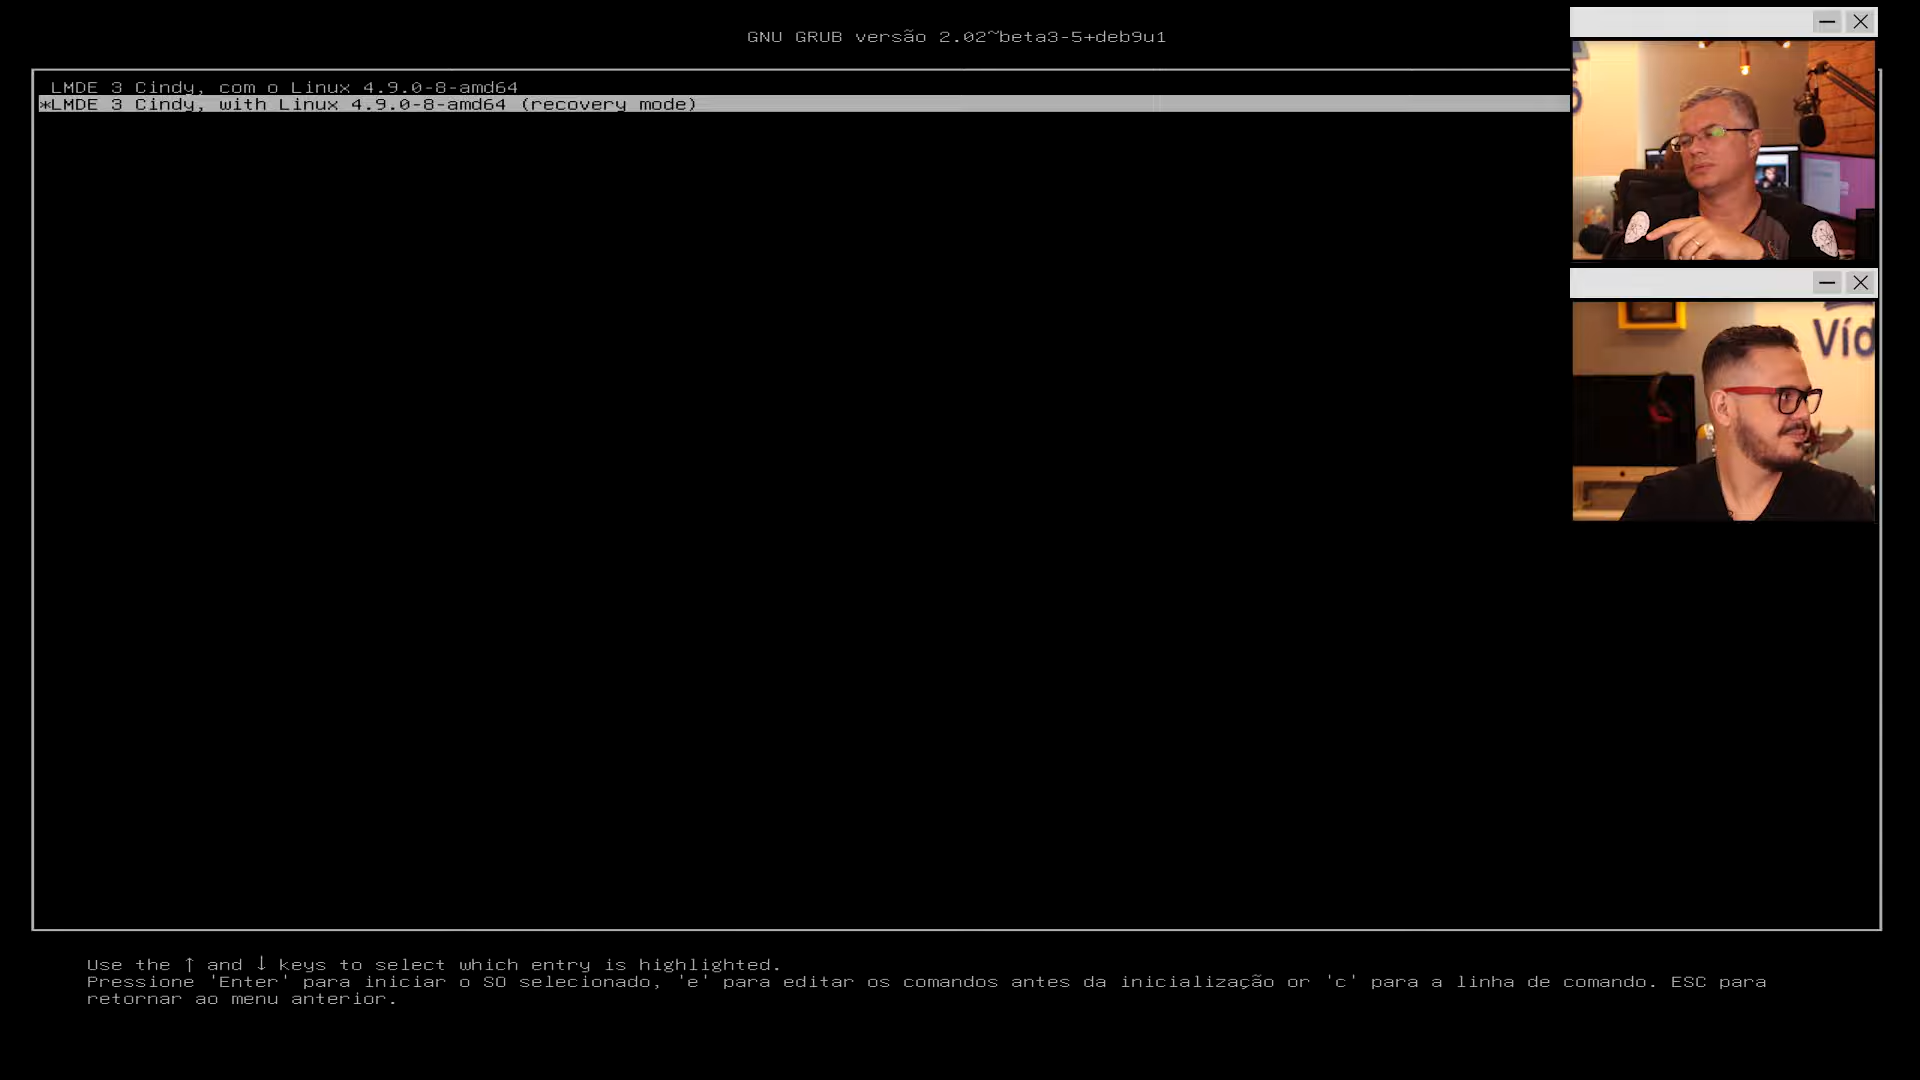 GNU GRUB versão 2.02~beta3-5+deb9u1
LMDE 3 Cindy, com o Linux 4.9.0-8-amd64
*LMDE 3 Cindy, with Linux 4.9.0-8-amd64 (recovery mode)
Use the ↑ and ↓ keys to select which entry is highlighted.
Pressione 'Enter' para iniciar o SO selecionado, 'e' para editar os comandos antes da inicialização or 'c' para a linha de comando. ESC para
retornar ao menu anterior.
Víd